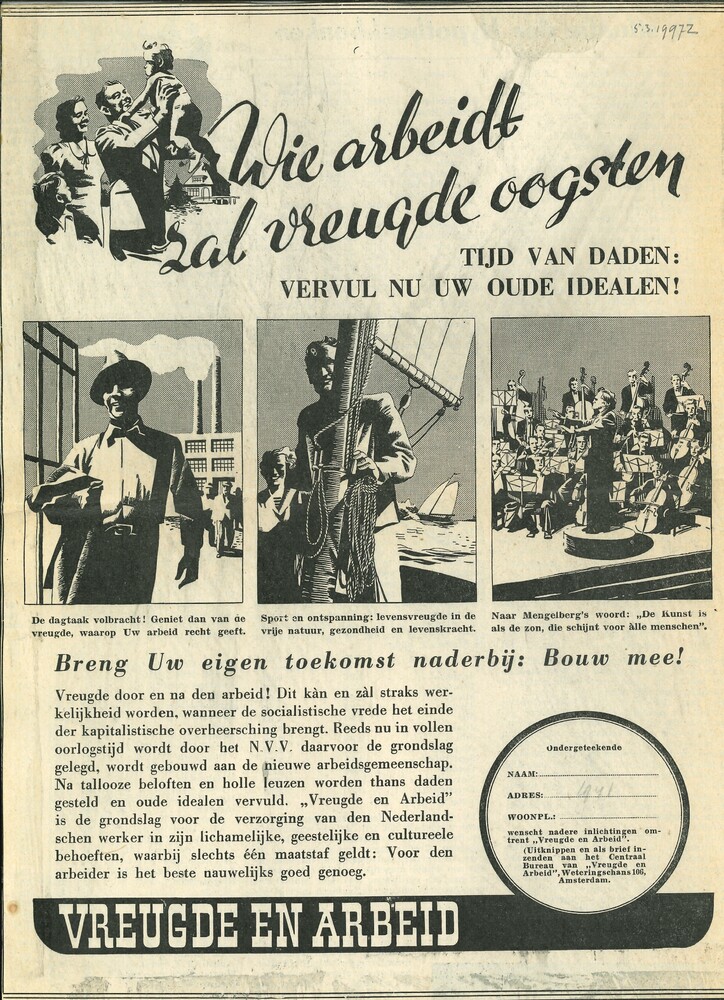 5.3.19972
Wie arbeidt
zal vreugde oogsten
TIJD VAN DADEN:
VERVUL NU UW OUDE IDEALEN!
De dagtaak volbracht! Geniet dan van de
vreugde, waarop Uw arbeid recht geeft.
Sport en ontspanning: levensvreugde in de
vrije natuur, gezondheid en levenskracht.
Naar Mengelberg's woord: „De Kunst is
als de zon, die schijnt voor àlle menschen”.
Breng Uw eigen toekomst naderbij: Bouw mee!
Vreugde door en na den arbeid! Dit kàn en zàl straks wer-
kelijkheid worden, wanneer de socialistische vrede het einde
der kapitalistische overheersching brengt. Reeds nu in vollen
oorlogstijd wordt door het N.V.V. daarvoor de grondslag
gelegd, wordt gebouwd aan de nieuwe arbeidsgemeenschap.
Na tallooze beloften en holle leuzen worden thans daden
gesteld en oude idealen vervuld. „Vreugde en Arbeid”
is de grondslag voor de verzorging van den Nederland-
schen werker in zijn lichamelijke, geestelijke en cultureele
behoeften, waarbij slechts één maatstaf geldt: Voor den
arbeider is het beste nauwelijks goed genoeg.
Ondergeteekende
NAAM:
ADRES: 1941
WOONPL.:
wenscht nadere inlichtingen om-
trent „Vreugde en Arbeid”.
(Uitknippen en als brief in-
zenden aan het Centraal
Bureau van „Vreugde en
Arbeid”, Weteringschans 106,
Amsterdam.
VREUGDE EN ARBEID